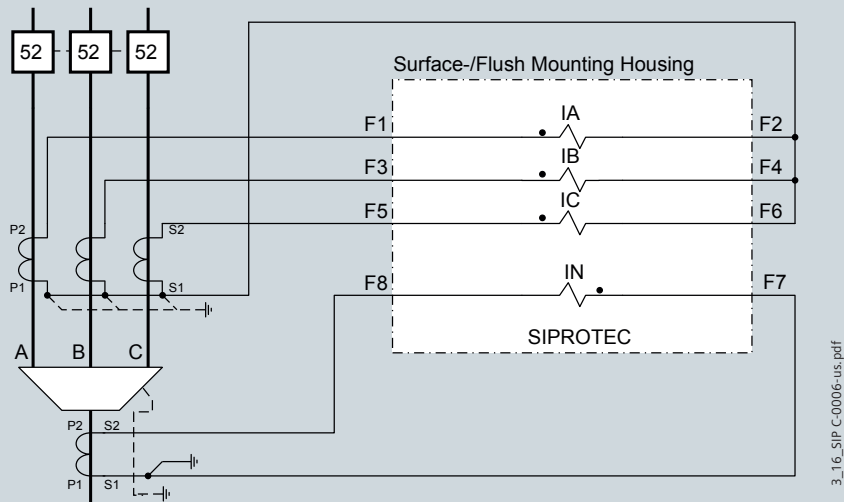 52 52 52
Surface-/Flush Mounting Housing
F1 IA F2
F3 IB F4
F5 IC F6
P2 S2
P1 S1
F8 IN F7
SIPROTEC
A B C
P2 S2
P1 S1
3_16_SIP C-0006-us.pdf